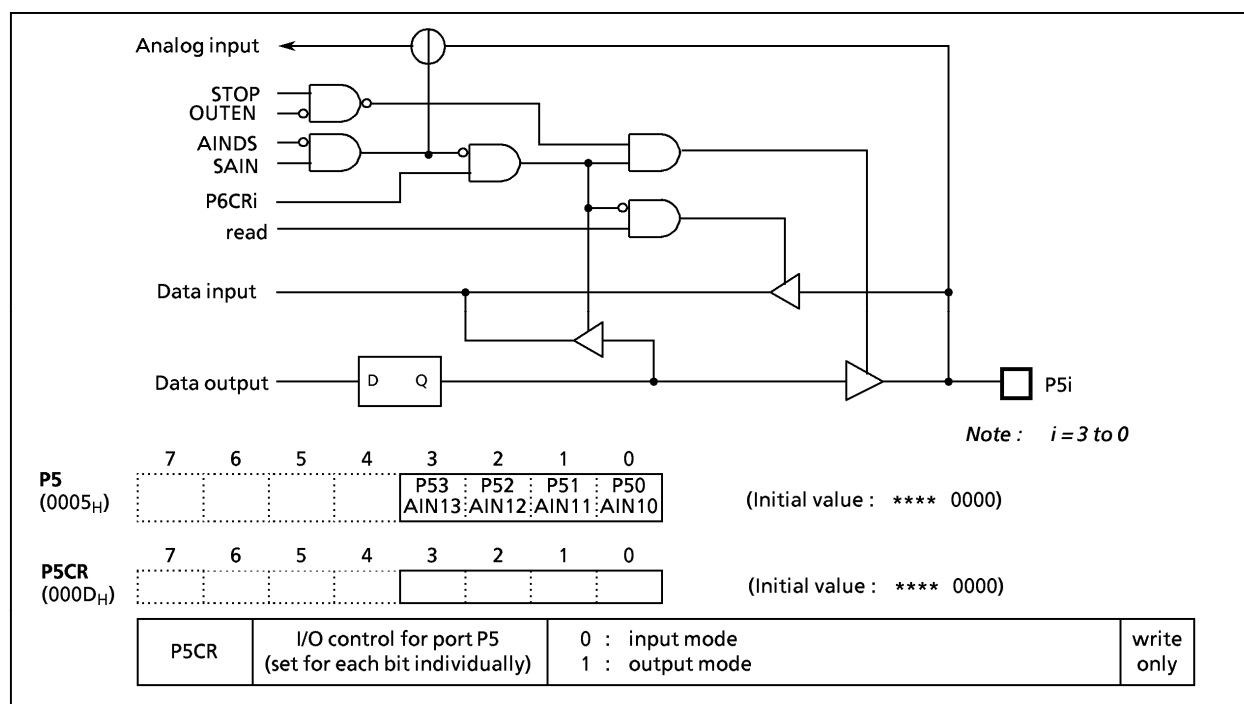 Analog input
STOP
OUTEN
AINDS
SAIN
P6CRi
read
Data input
Data output
D Q
P5i
Note : i = 3 to 0
7 6 5 4 3 2 1 0
P5
(0005H)
P53 P52 P51 P50
AIN13 AIN12 AIN11 AIN10
(Initial value : **** 0000)
7 6 5 4 3 2 1 0
P5CR
(000DH)
(Initial value : **** 0000)
P5CR
I/O control for port P5
(set for each bit individually)
0 : input mode
1 : output mode
write
only